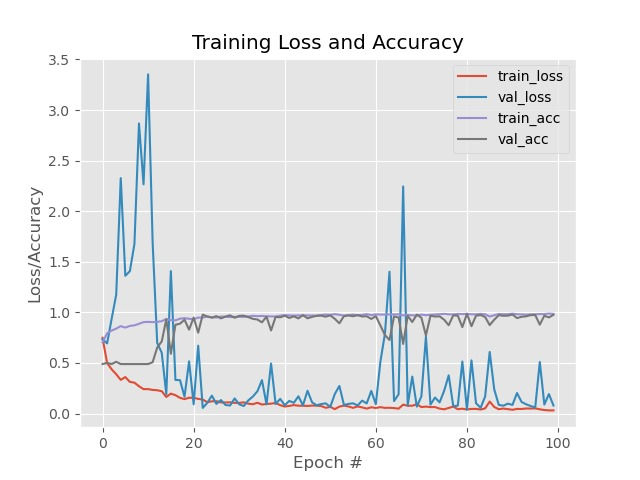 Training Loss and Accuracy
3.5
3.0
2.5
2.0
1.5
1.0
0.5
0.0
Loss/Accuracy
train_loss
val_loss
train_acc
val_acc
0 20 40 60 80 100
Epoch #